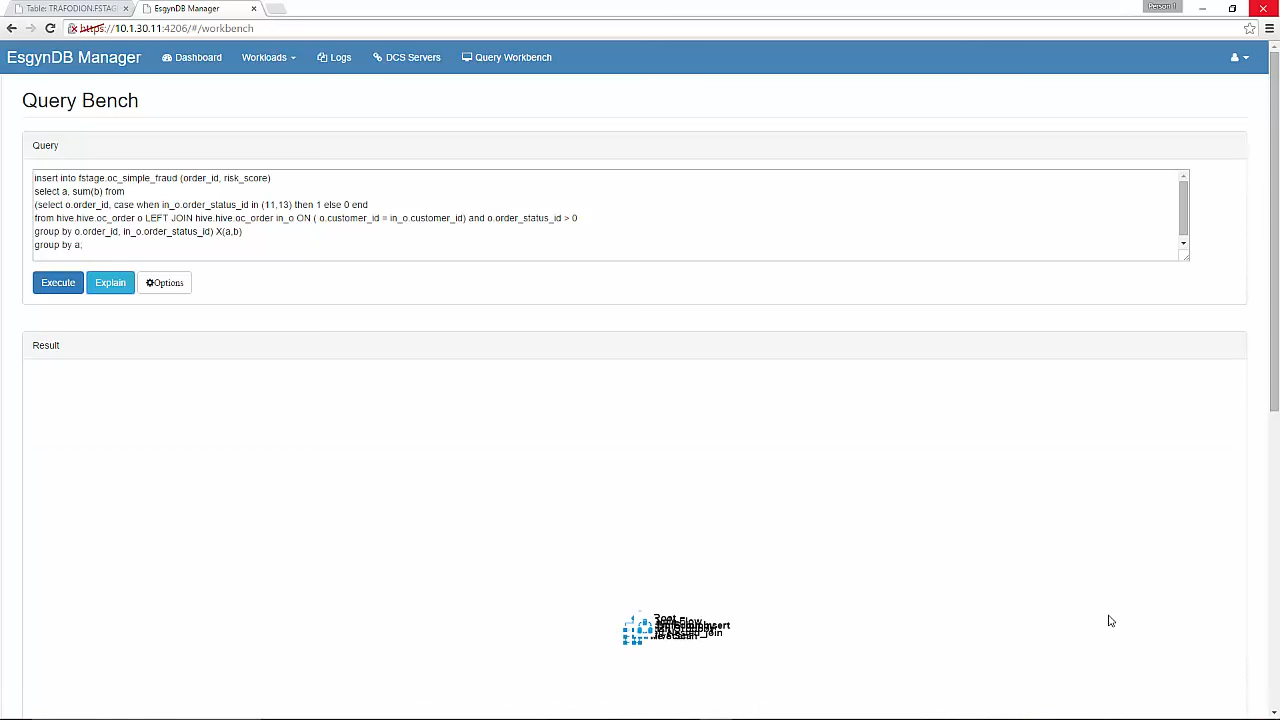 Table: TRAFODION.FSTAG
EsgynDB Manager
Person 1
https://10.1.30.11:4206/#/workbench
EsgynDB Manager
Dashboard
Workloads
Logs
DCS Servers
Query Workbench
Query Bench
Query
insert into fstage.oc_simple_fraud (order_id, risk_score)
select a, sum(b) from
(select o.order_id, case when in_o.order_status_id in (11,13) then 1 else 0 end
from hive.hive.oc_order o LEFT JOIN hive.hive.oc_order in_o ON ( o.customer_id = in_o.customer_id) and o.order_status_id > 0
group by o.order_id, in_o.order_status_id) X(a,b)
group by a;
Execute
Explain
Options
Result
Root